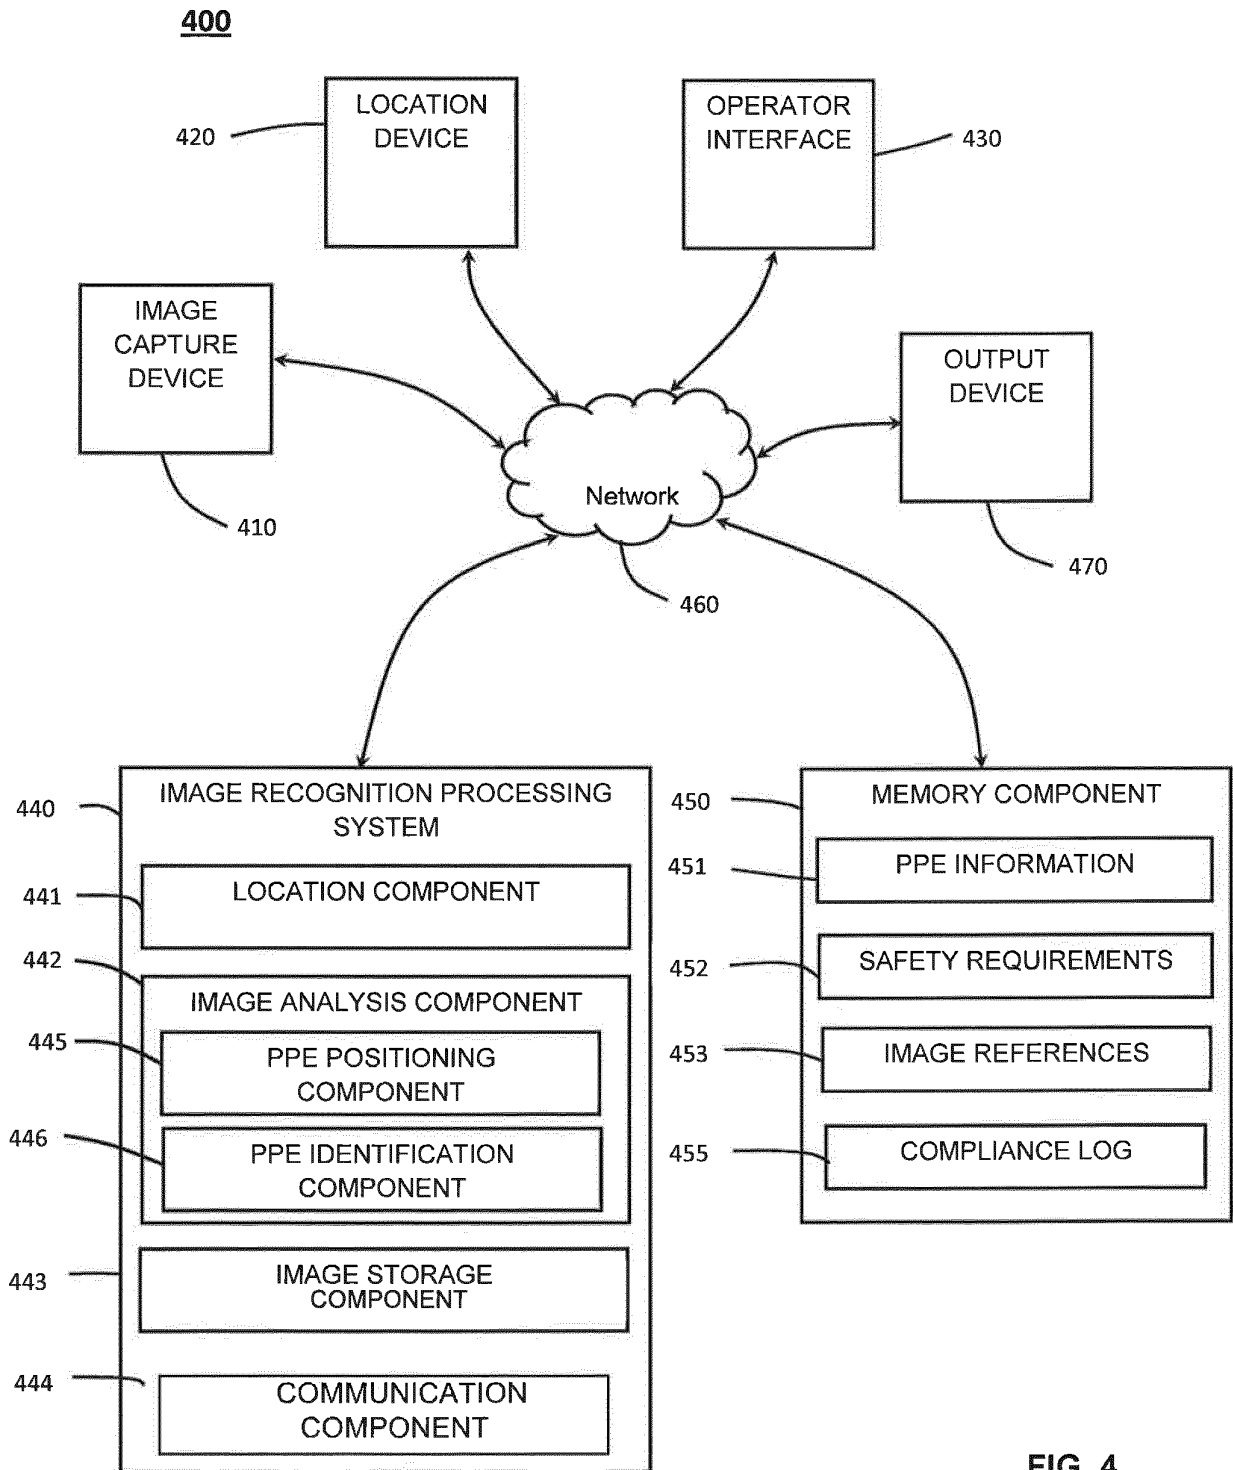 400
LOCATION
DEVICE
420
OPERATOR
INTERFACE
430
IMAGE
CAPTURE
DEVICE
410
OUTPUT
DEVICE
470
Network
460
440
IMAGE RECOGNITION PROCESSING
SYSTEM
441
LOCATION COMPONENT
442
IMAGE ANALYSIS COMPONENT
445
PPE POSITIONING
COMPONENT
446
PPE IDENTIFICATION
COMPONENT
443
IMAGE STORAGE
COMPONENT
444
COMMUNICATION
COMPONENT
450
MEMORY COMPONENT
451
PPE INFORMATION
452
SAFETY REQUIREMENTS
453
IMAGE REFERENCES
455
COMPLIANCE LOG
FIG. 4